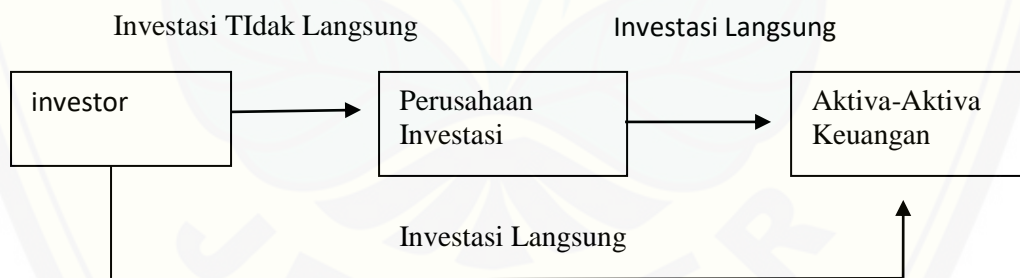 Investasi TIdak Langsung
Investasi Langsung
investor
Perusahaan
Investasi
Aktiva-Aktiva
Keuangan
Investasi Langsung